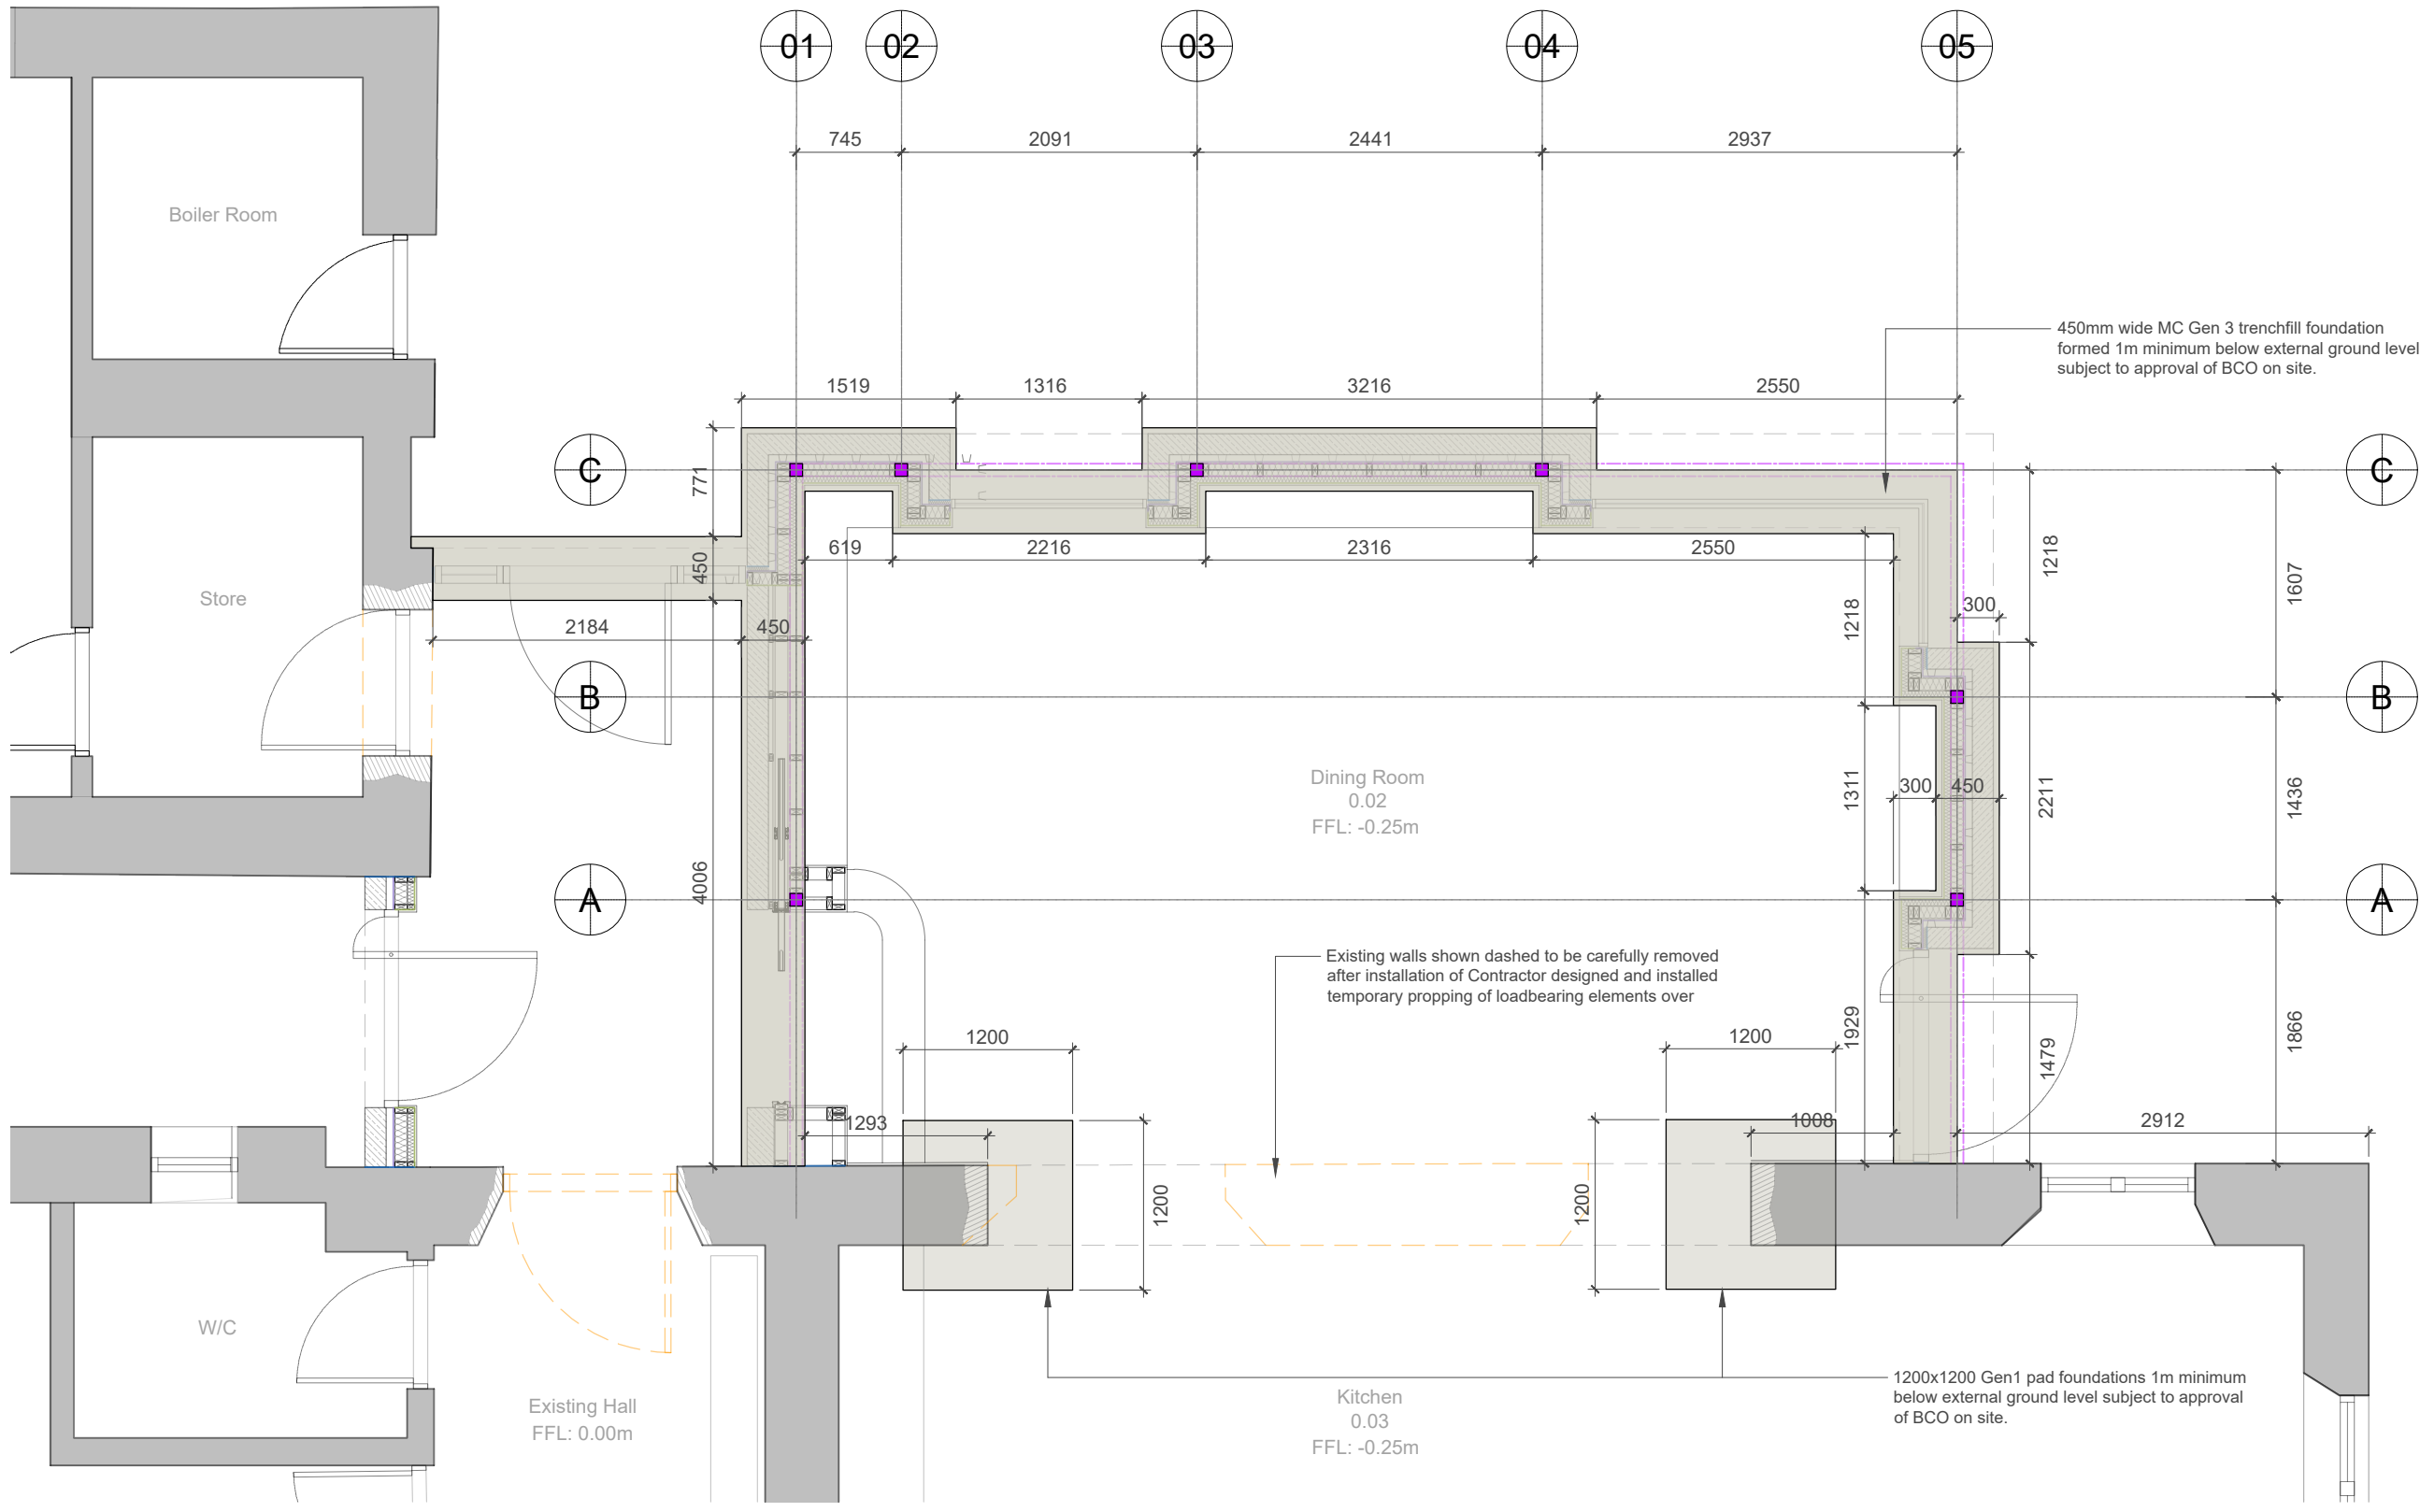 01
02
03
04
05
745
2091
2441
2937
Boiler Room
450mm wide MC Gen 3 trenchfill foundation
formed 1m minimum below external ground level
subject to approval of BCO on site.
1519
1316
3216
2550
C
771
C
1218
1607
450
619
2216
2316
2550
Store
2184
450
1218
300
B
B
Dining Room
0.02
FFL: -0.25m
1311
300
450
2211
1436
4006
A
A
Existing walls shown dashed to be carefully removed
after installation of Contractor designed and installed
temporary propping of loadbearing elements over
1200
1200
1929
1479
1866
1293
1008
2912
1200
1200
W/C
1200x1200 Gen1 pad foundations 1m minimum
below external ground level subject to approval
of BCO on site.
Existing Hall
FFL: 0.00m
Kitchen
0.03
FFL: -0.25m